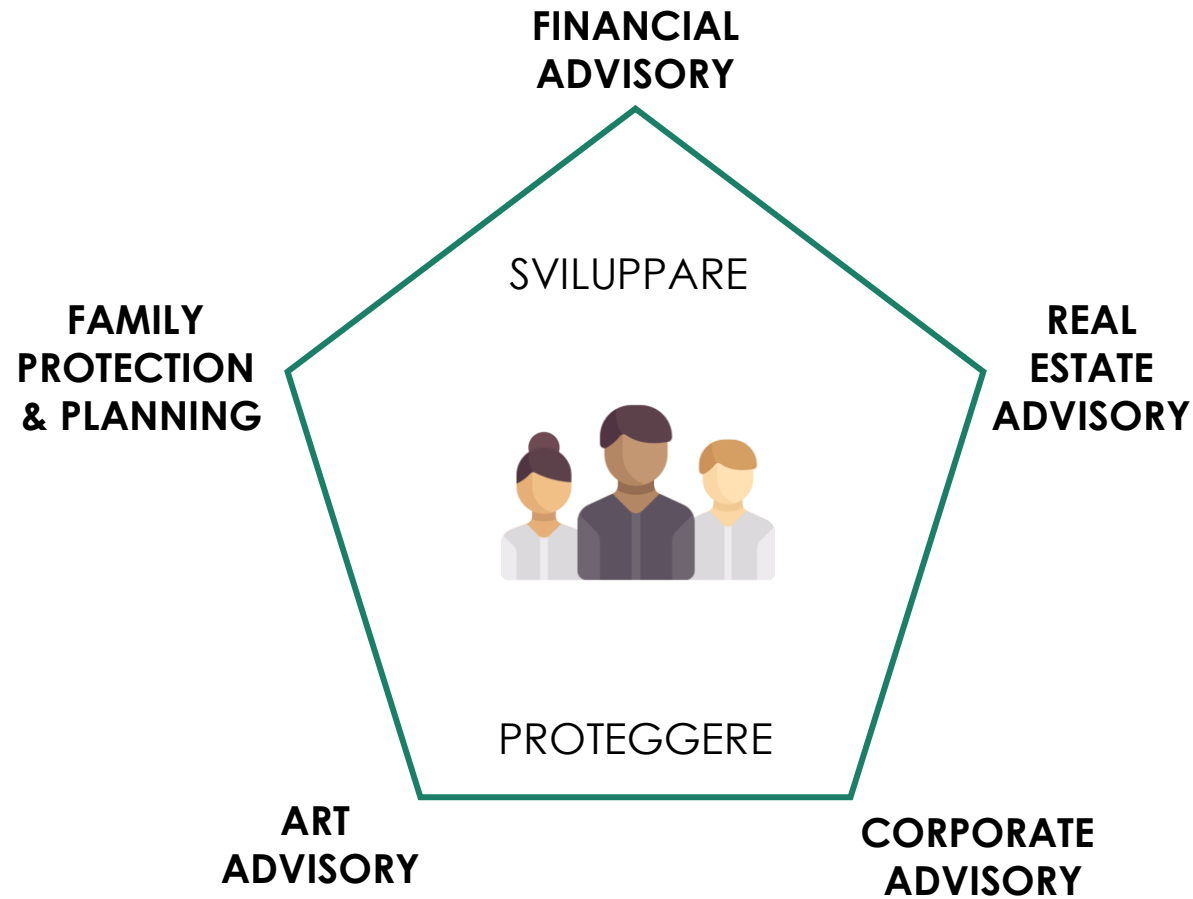 FINANCIAL
ADVISORY
SVILUPPARE
FAMILY
PROTECTION
& PLANNING
REAL
ESTATE
ADVISORY
PROTEGGERE
ART
ADVISORY
CORPORATE
ADVISORY